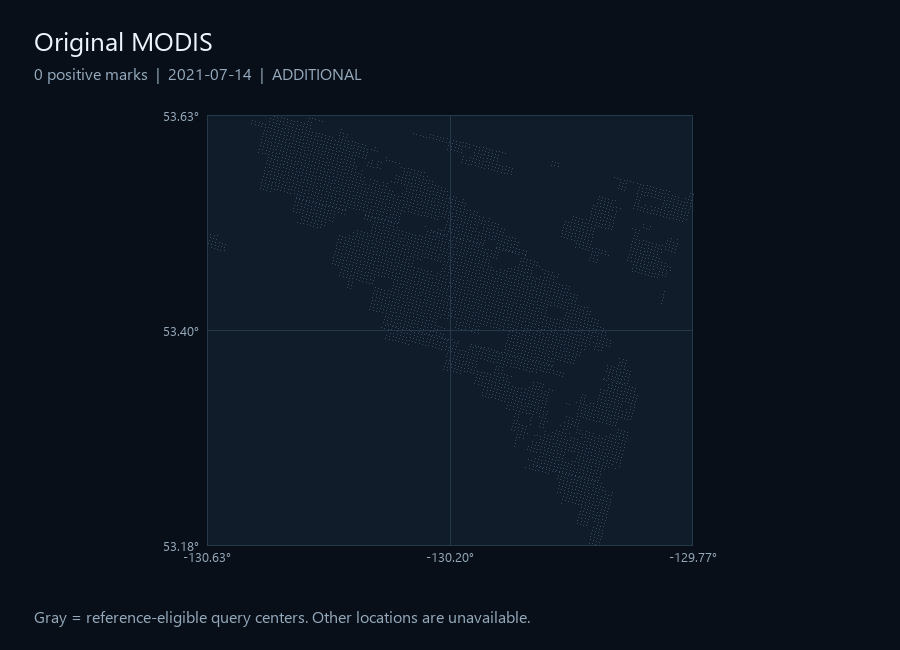 Original MODIS
0 positive marks | 2021-07-14 | ADDITIONAL
53.63°
53.40°
53.18°
-130.63° -130.20° -129.77°
Gray = reference-eligible query centers. Other locations are unavailable.